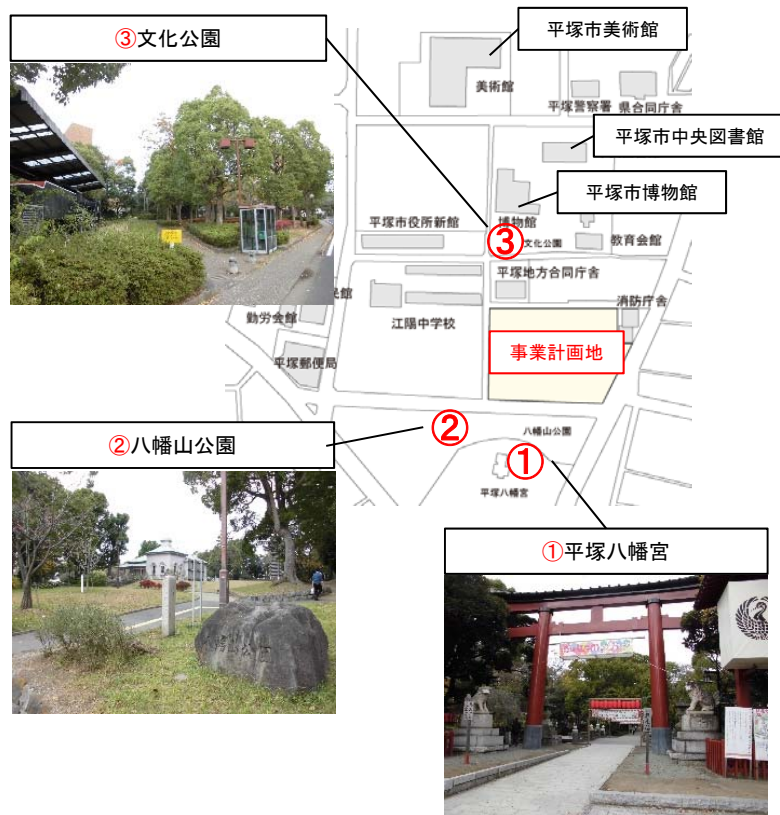 ③文化公園
平塚市美術館
美術館
平塚警察署
県合同庁舎
平塚市中央図書館
平塚市博物館
博物館
平塚市役所新館
③
文化公園
教育会館
平塚地方合同庁舎
消防庁舎
館
勤労会館
江陽中学校
事業計画地
平塚郵便局
②八幡山公園
②
八幡山公園
①
平塚八幡宮
①平塚八幡宮